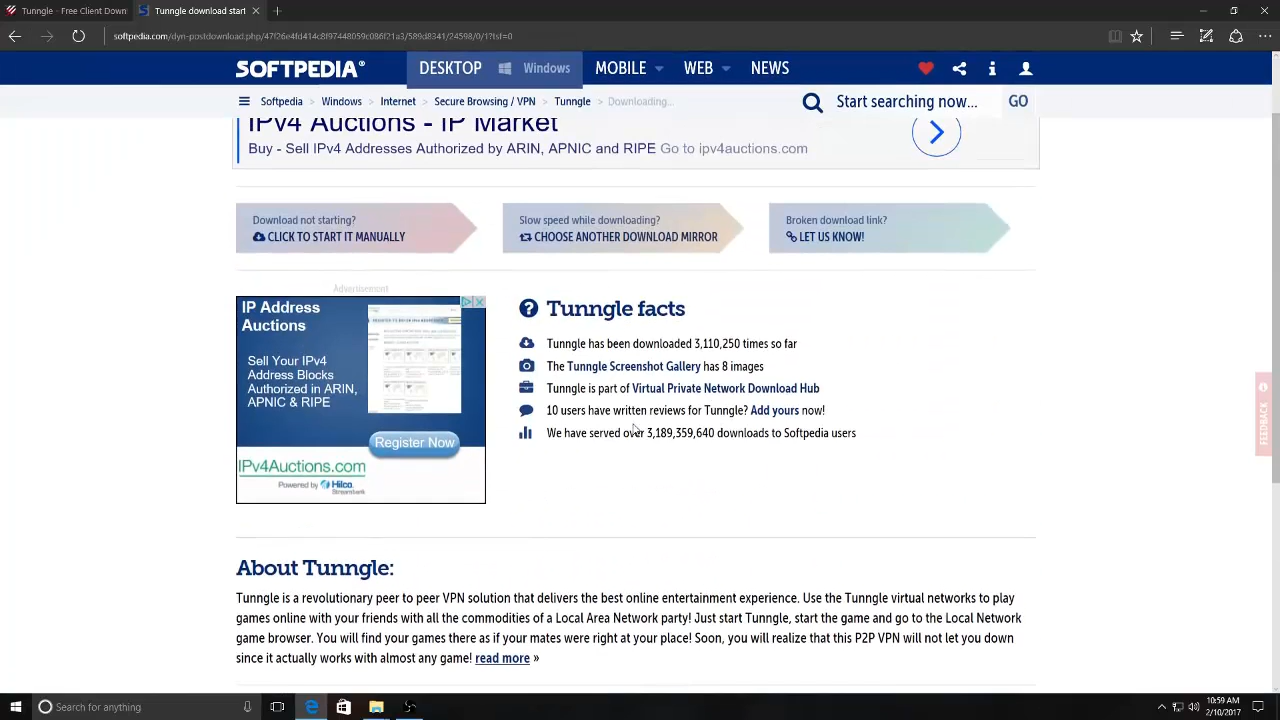 Tunngle - Free Client Down
Tunngle download start
softpedia.com/dyn-postdownload.php/47f26e4fd414c8f97448059c086f21a3/589d8341/24598/0/1?tsf=0
SOFTPEDIA®
DESKTOP
Windows
MOBILE
WEB
NEWS
Softpedia > Windows > Internet > Secure Browsing / VPN > Tunngle > Downloading...
Start searching now...
GO
IPv4 Auctions - IP Market
Buy - Sell IPv4 Addresses Authorized by ARIN, APNIC and RIPE Go to ipv4auctions.com
Download not starting?
CLICK TO START IT MANUALLY
Slow speed while downloading?
CHOOSE ANOTHER DOWNLOAD MIRROR
Broken download link?
LET US KNOW!
Advertisement
IP Address
Auctions
Sell Your IPv4
Address Blocks
Authorized in ARIN,
APNIC & RIPE
Register Now
IPv4Auctions.com
Powered by Hilco
Streambank
Tunngle facts
Tunngle has been downloaded 3,110,250 times so far
The Tunngle Screenshot Gallery has 8 images
Tunngle is part of Virtual Private Network Download Hub
10 users have written reviews for Tunngle? Add yours now!
We have served over 3,189,359,640 downloads to Softpedia users
FEEDBACK
About Tunngle:
Tunngle is a revolutionary peer to peer VPN solution that delivers the best online entertainment experience. Use the Tunngle virtual networks to play
games online with your friends with all the commodities of a Local Area Network party! Just start Tunngle, start the game and go to the Local Network
game browser. You will find your games there as if your mates were right at your place! Soon, you will realize that this P2P VPN will not let you down
since it actually works with almost any game! read more »
Search for anything
10:59 AM
2/10/2017